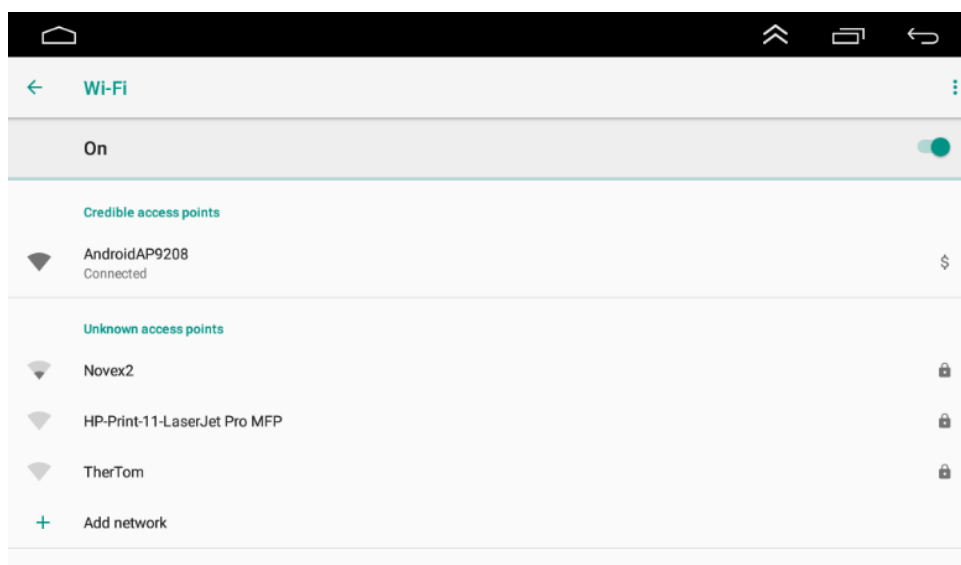 Wi-Fi
On
Credible access points
AndroidAP9208
Connected
$
Unknown access points
Novex2
HP-Print-11-LaserJet Pro MFP
TherTom
Add network